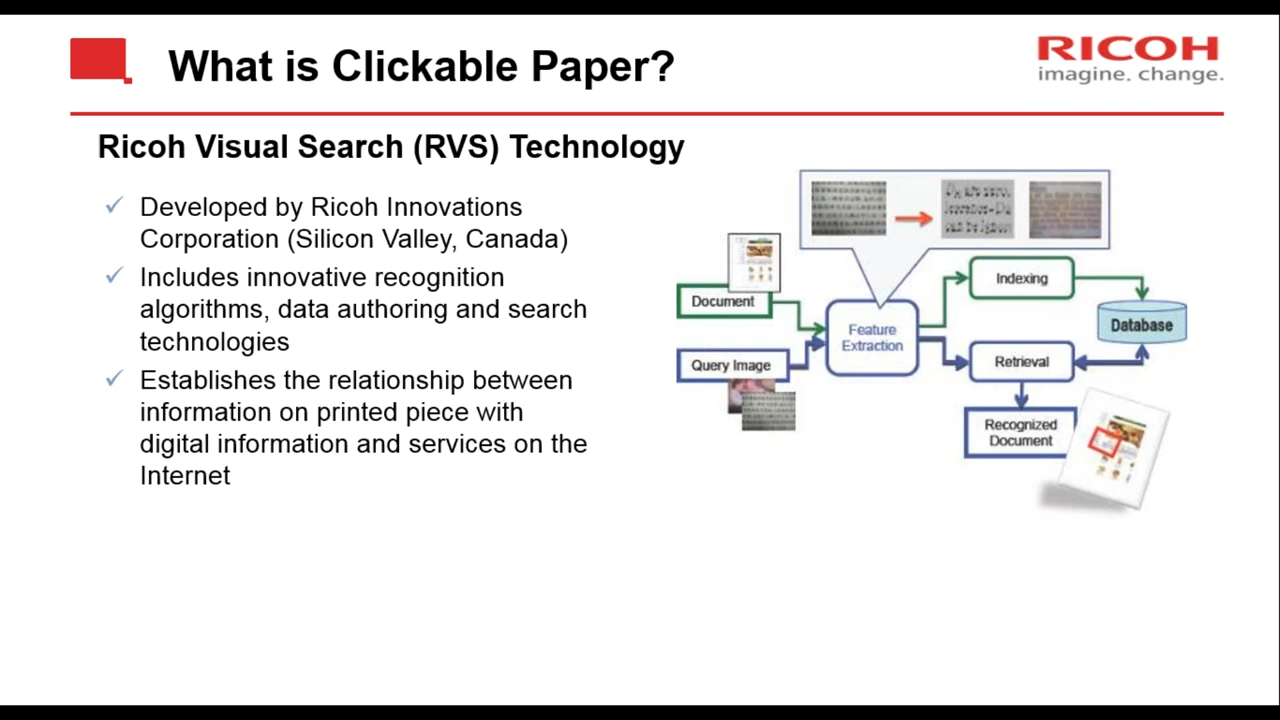 What is Clickable Paper?
RICOH
imagine. change.
Ricoh Visual Search (RVS) Technology
Developed by Ricoh Innovations
Corporation (Silicon Valley, Canada)
Includes innovative recognition
algorithms, data authoring and search
technologies
Establishes the relationship between
information on printed piece with
digital information and services on the
Internet
Document
Query Image
Feature
Extraction
Indexing
Database
Retrieval
Recognized
Document